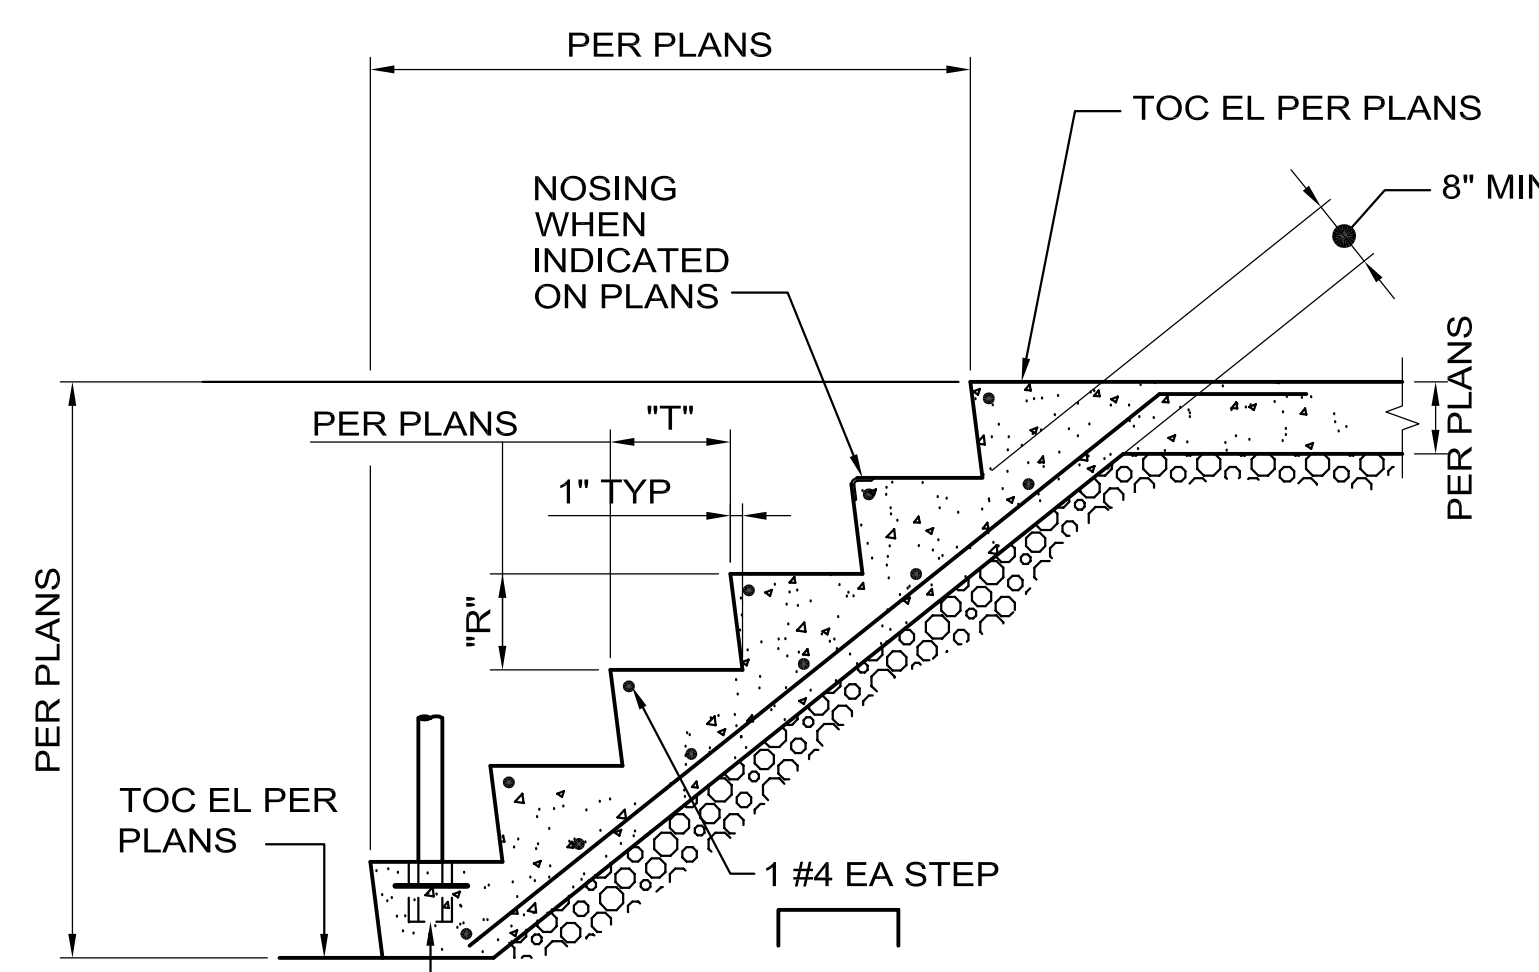 PER PLANS
TOC EL PER PLANS
8" MIN
NOSING
WHEN
INDICATED
ON PLANS
PER PLANS
PER PLANS
"T"
1" TYP
"R"
PER PLANS
TOC EL PER
PLANS
1 #4 EA STEP